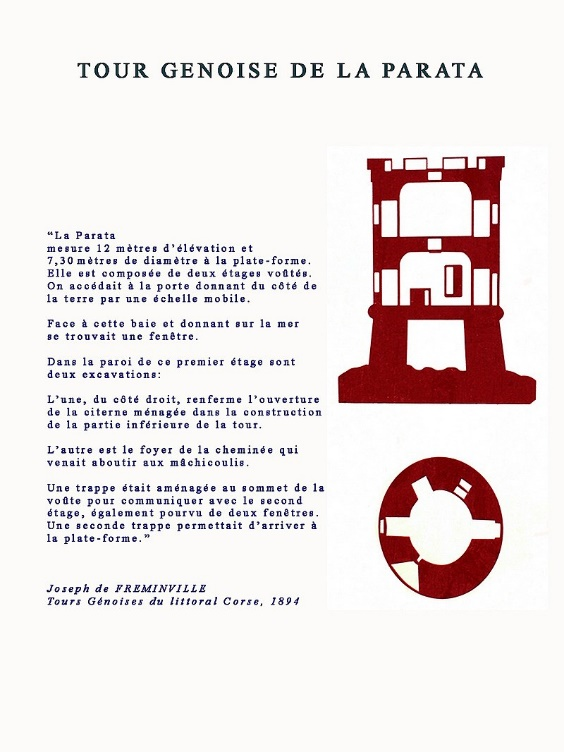 TOUR GENOISE DE LA PARATA
“La Parata
mesure 12 mètres d’élévation et
7,30 mètres de diamètre à la plate-forme.
Elle est composée de deux étages voûtés.
On accédait à la porte donnant du côté de
la terre par une échelle mobile.
Face à cette baie et donnant sur la mer
se trouvait une fenêtre.
Dans la paroi de ce premier étage sont
deux excavations:
L’une, du côté droit, renferme l’ouverture
de la citerne ménagée dans la construction
de la partie inférieure de la tour.
L’autre est le foyer de la cheminée qui
venait aboutir aux mâchicoulis.
Une trappe était aménagée au sommet de la
voûte pour communiquer avec le second
étage, également pourvu de deux fenêtres.
Une seconde trappe permettait d’arriver à
la plate-forme.”
Joseph de FREMINVILLE
Tours Génoises du littoral Corse, 1894